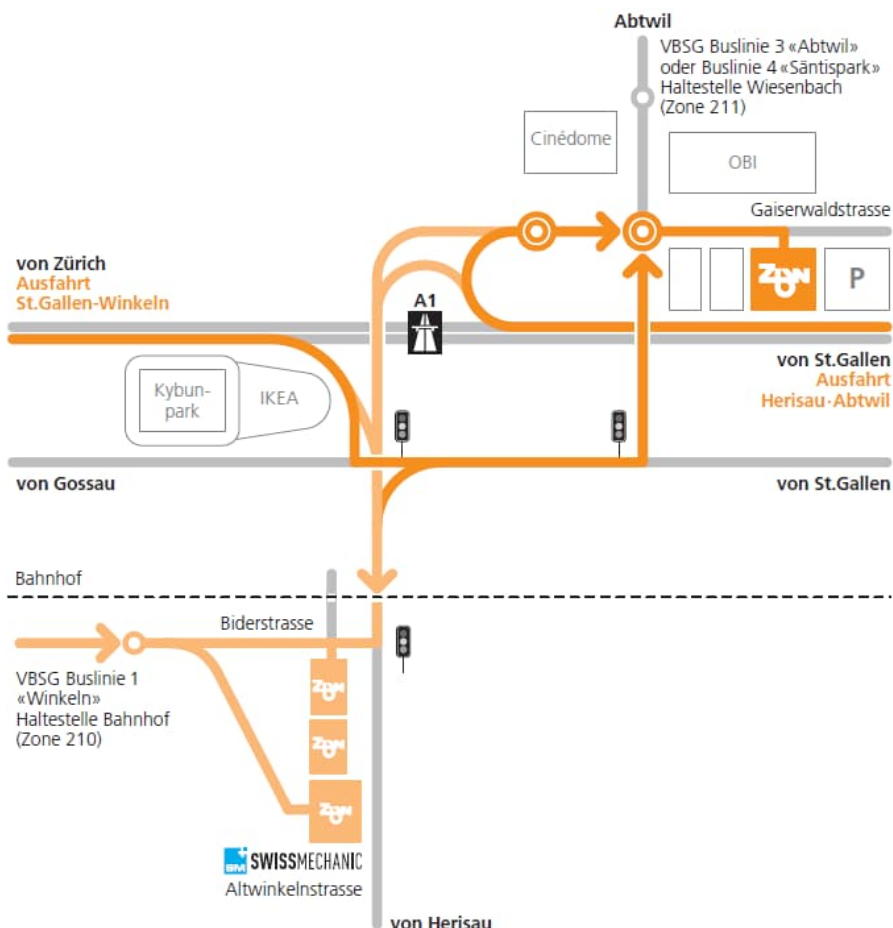 Abtwil
VBSG Buslinie 3 «Abtwil»
oder Buslinie 4 «Säntispark»
Haltestelle Wiesenbach
(Zone 211)
Cinédome
OBI
Gaiserwaldstrasse
von Zürich
Ausfahrt
St.Gallen-Winkeln
A1
P
von St.Gallen
Ausfahrt
Herisau·Abtwil
Kybun-
park
IKEA
von Gossau
von St.Gallen
Bahnhof
Biderstrasse
VBSG Buslinie 1
«Winkeln»
Haltestelle Bahnhof
(Zone 210)
SM SWISSMECHANIC
Altwinkelnstrasse
von Herisau